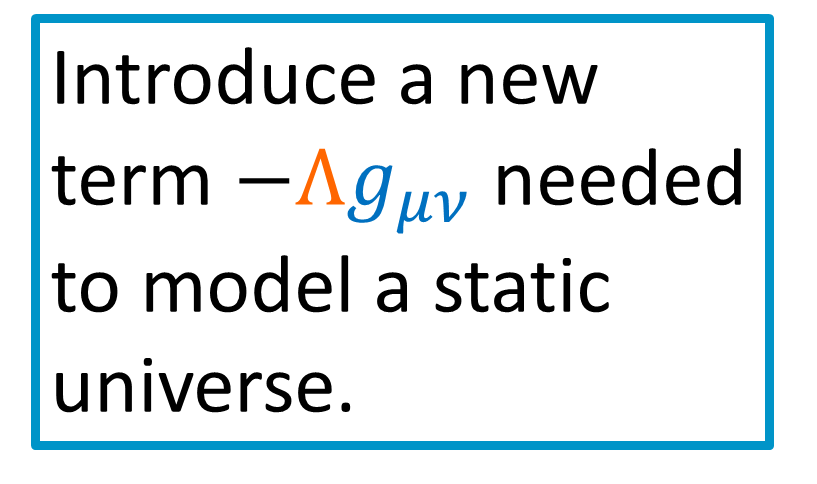 Introduce a new
term −Λg_μν needed
to model a static
universe.